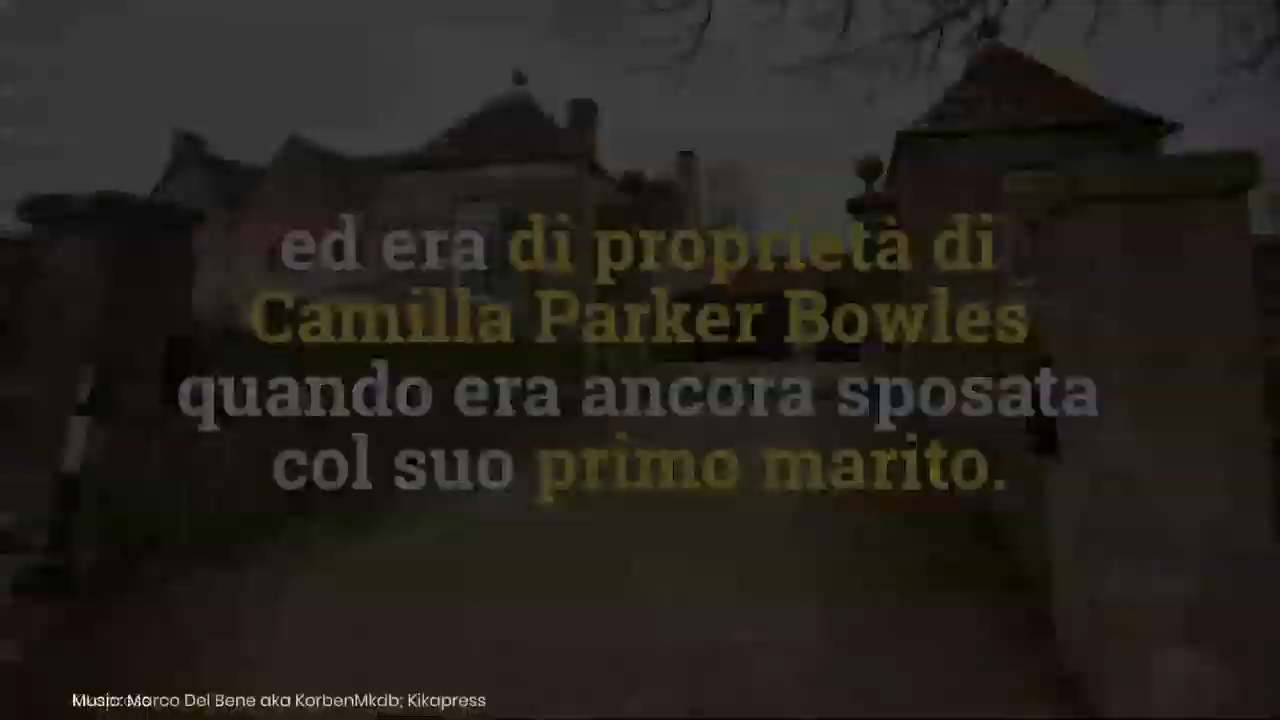 ed era di proprietà di
Camilla Parker Bowles
quando era ancora sposata
col suo primo marito.
Music: Marco Del Bene aka KorbenMkdb; Kikapress